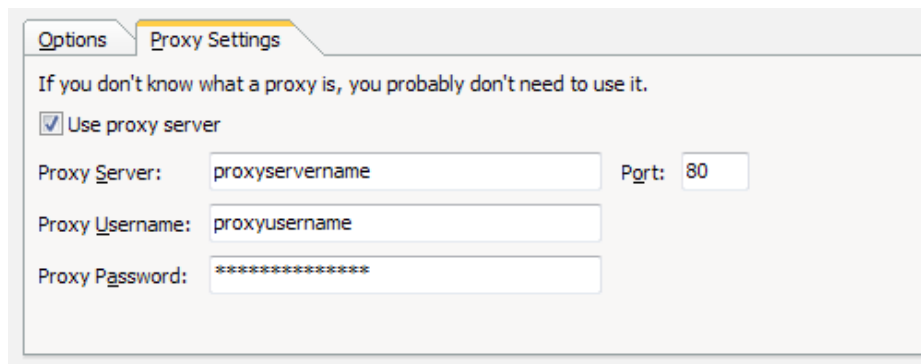 Options Proxy Settings
If you don't know what a proxy is, you probably don't need to use it.
Use proxy server
Proxy Server: proxyservername Port: 80
Proxy Username: proxyusername
Proxy Password: **************